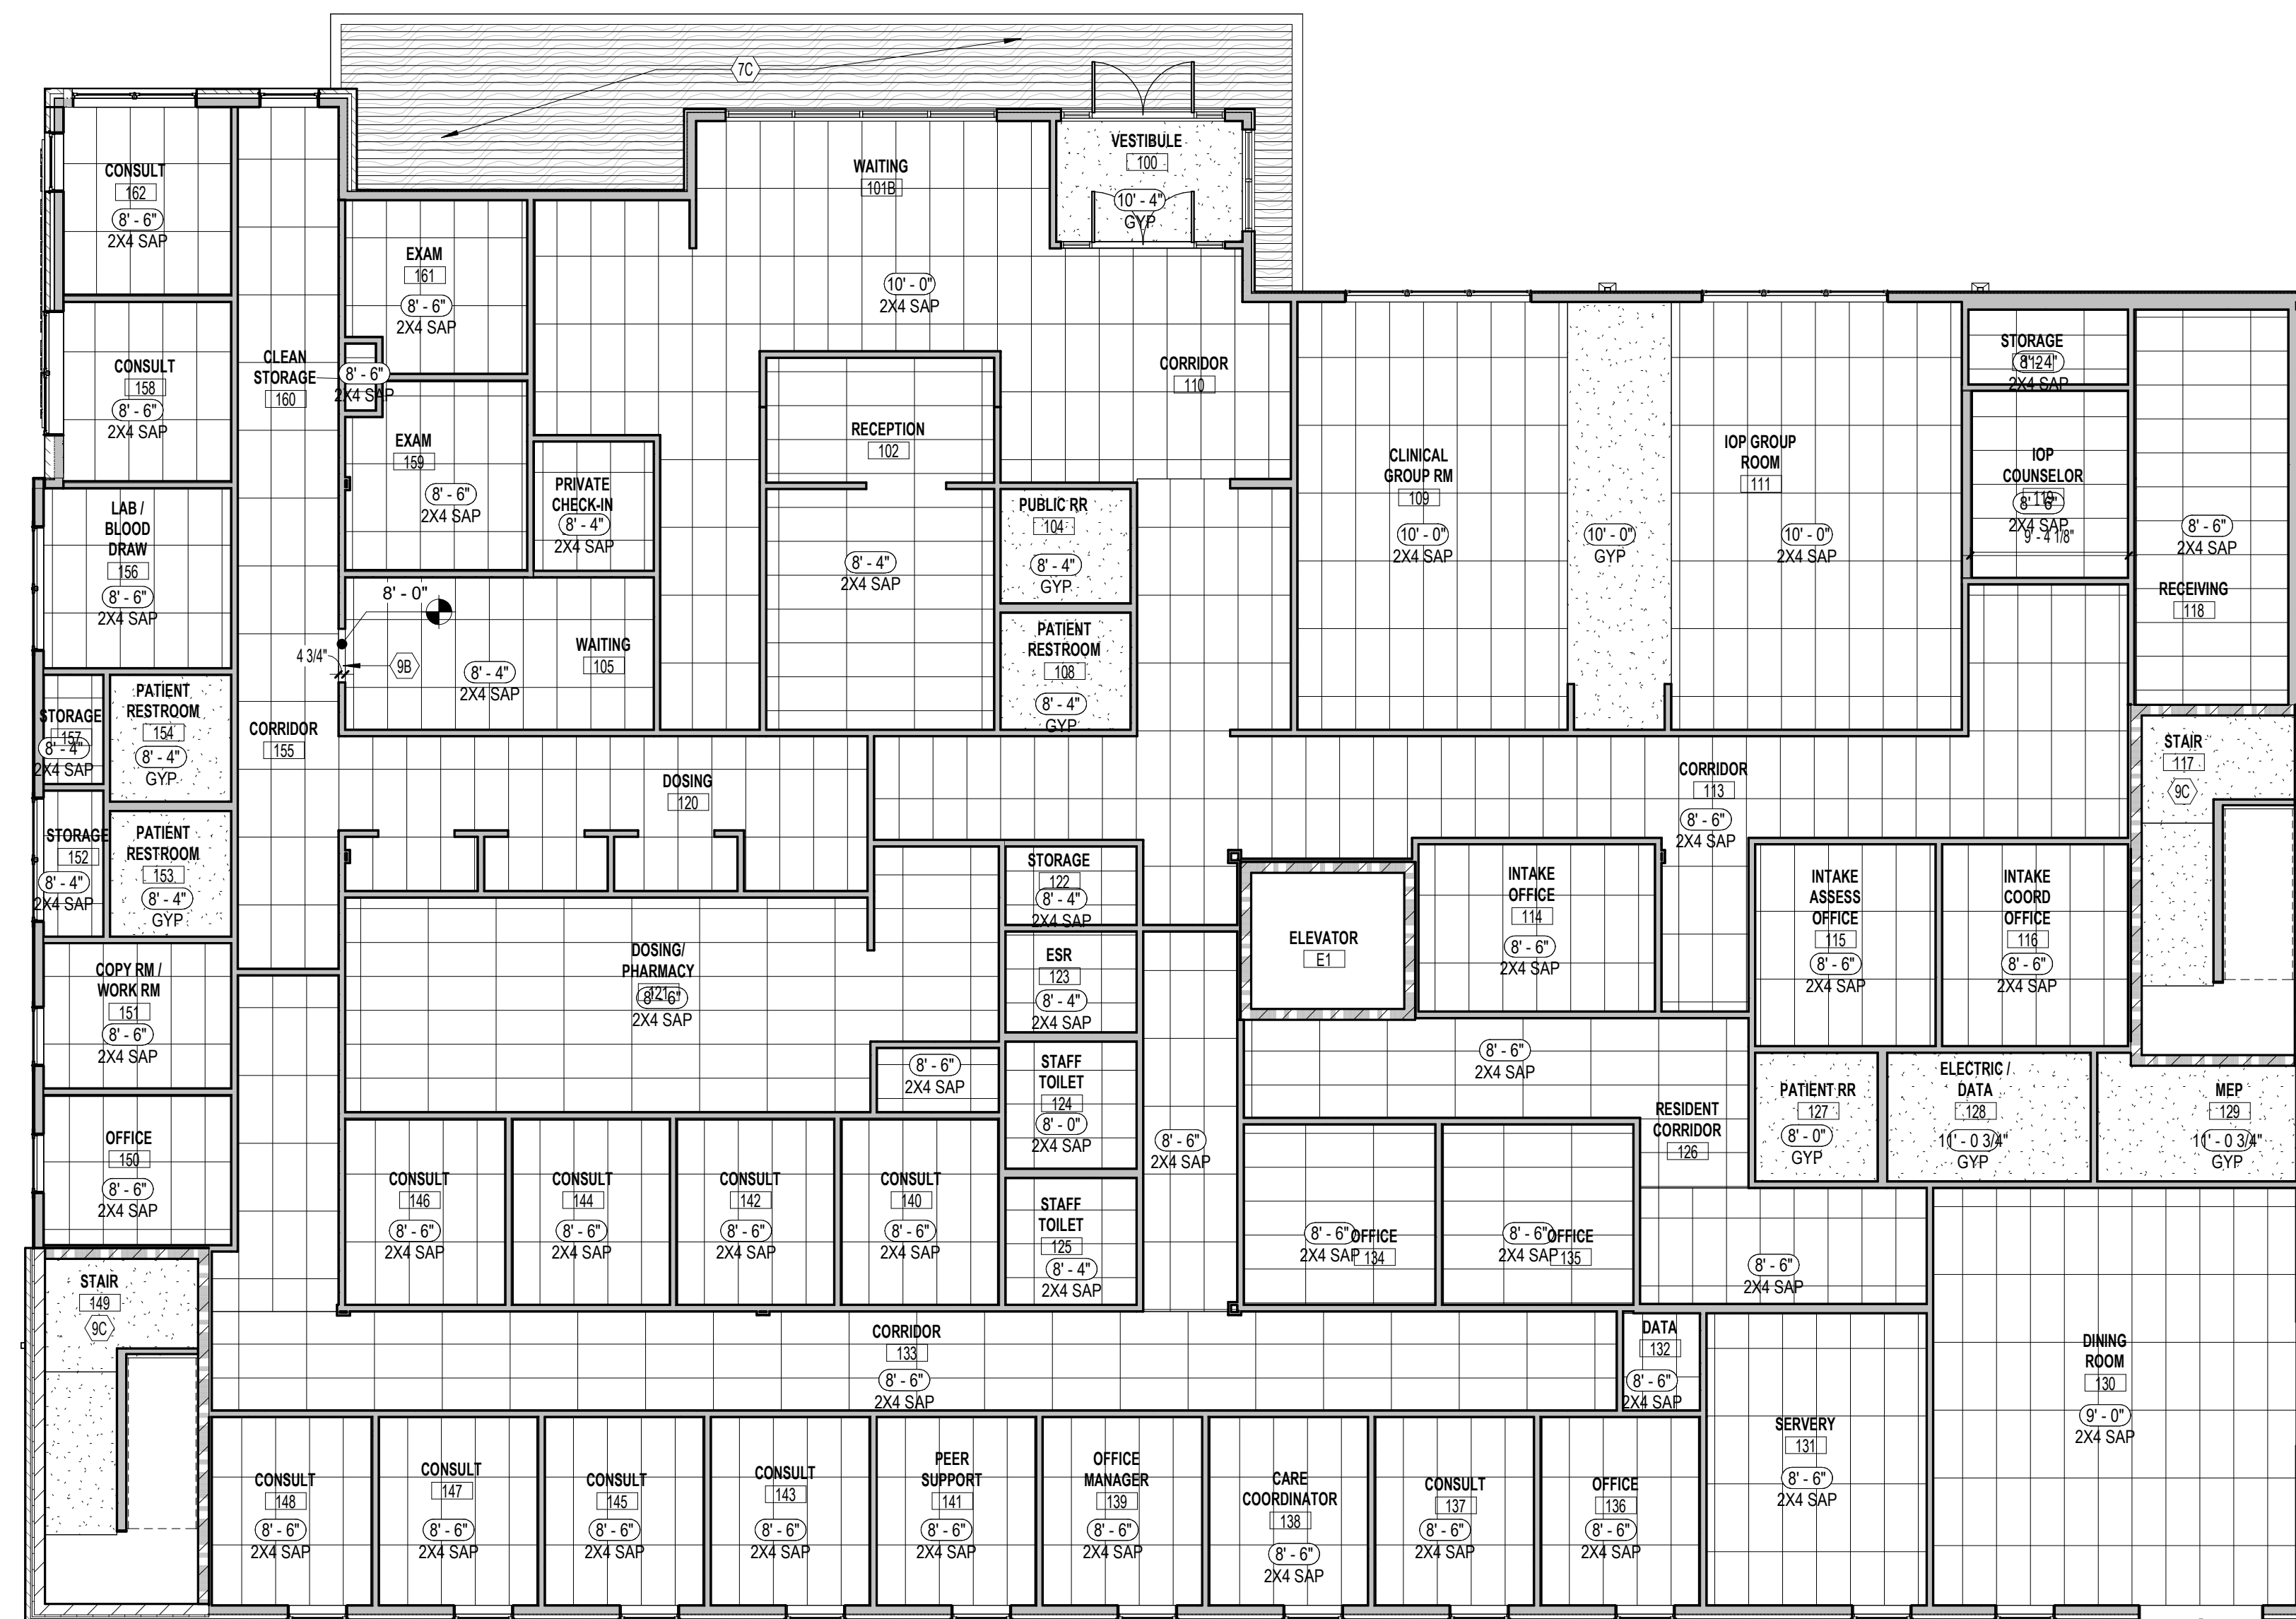 7C
VESTIBULE
100
10' - 4"
GYP
WAITING
101B
10' - 0"
2X4 SAP
CONSULT
162
8' - 6"
2X4 SAP
EXAM
161
8' - 6"
2X4 SAP
CLEAN
STORAGE
160
8' - 6"
2X4 SAP
CONSULT
158
8' - 6"
2X4 SAP
CORRIDOR
110
STORAGE
112
8' - 4"
2X4 SAP
RECEPTION
102
8' - 4"
2X4 SAP
EXAM
159
8' - 6"
2X4 SAP
PRIVATE
CHECK-IN
8' - 4"
2X4 SAP
PUBLIC RR
104
8' - 4"
GYP
CLINICAL
GROUP RM
109
10' - 0"
2X4 SAP
10' - 0"
GYP
IOP GROUP
ROOM
111
10' - 0"
2X4 SAP
IOP
COUNSELOR
8' - 6"
2X4 SAP
9' - 4 1/8"
8' - 6"
2X4 SAP
RECEIVING
118
LAB /
BLOOD
DRAW
156
8' - 6"
2X4 SAP
8' - 0"
4 3/4"
9B
WAITING
105
8' - 4"
2X4 SAP
PATIENT
RESTROOM
108
8' - 4"
GYP
STORAGE
157
8' - 4"
2X4 SAP
PATIENT
RESTROOM
154
8' - 4"
GYP
CORRIDOR
155
DOSING
120
CORRIDOR
113
8' - 6"
2X4 SAP
STAIR
117
9C
STORAGE
152
8' - 4"
2X4 SAP
PATIENT
RESTROOM
153
8' - 4"
GYP
STORAGE
122
8' - 4"
2X4 SAP
INTAKE
OFFICE
114
8' - 6"
2X4 SAP
INTAKE
ASSESS
OFFICE
115
8' - 6"
2X4 SAP
INTAKE
COORD
OFFICE
116
8' - 6"
2X4 SAP
ELEVATOR
E1
COPY RM /
WORK RM
151
8' - 6"
2X4 SAP
DOSING/
PHARMACY
121
8' - 6"
2X4 SAP
ESR
123
8' - 4"
2X4 SAP
8' - 6"
2X4 SAP
STAFF
TOILET
124
8' - 0"
2X4 SAP
8' - 6"
2X4 SAP
8' - 6"
2X4 SAP
RESIDENT
CORRIDOR
126
PATIENT RR
127
8' - 0"
GYP
ELECTRIC /
DATA
128
11' - 0 3/4"
GYP
MEP
129
11' - 0 3/4"
GYP
OFFICE
150
8' - 6"
2X4 SAP
CONSULT
146
8' - 6"
2X4 SAP
CONSULT
144
8' - 6"
2X4 SAP
CONSULT
142
8' - 6"
2X4 SAP
CONSULT
140
8' - 6"
2X4 SAP
STAFF
TOILET
125
8' - 4"
2X4 SAP
8' - 6"
2X4 SAP
OFFICE
134
8' - 6"
2X4 SAP
OFFICE
135
8' - 6"
2X4 SAP
STAIR
149
9C
CORRIDOR
133
8' - 6"
2X4 SAP
DATA
132
8' - 6"
2X4 SAP
DINING
ROOM
130
9' - 0"
2X4 SAP
SERVERY
131
8' - 6"
2X4 SAP
CONSULT
148
8' - 6"
2X4 SAP
CONSULT
147
8' - 6"
2X4 SAP
CONSULT
145
8' - 6"
2X4 SAP
CONSULT
143
8' - 6"
2X4 SAP
PEER
SUPPORT
141
8' - 6"
2X4 SAP
OFFICE
MANAGER
139
8' - 6"
2X4 SAP
CARE
COORDINATOR
138
8' - 6"
2X4 SAP
CONSULT
137
8' - 6"
2X4 SAP
OFFICE
136
8' - 6"
2X4 SAP